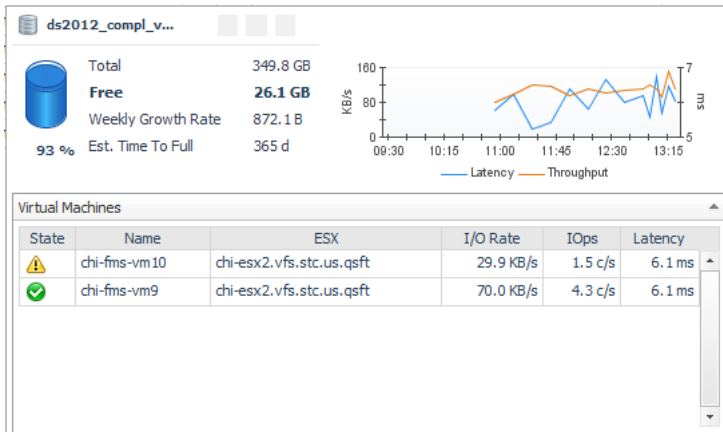 ds2012_compl_v...
Total 349.8 GB
Free 26.1 GB
Weekly Growth Rate 872.1 B
Est. Time To Full 365 d
93 %
160
80
0
KB/s
7
5
ms
09:30 10:15 11:00 11:45 12:30 13:15
Latency Throughput
Virtual Machines
State Name ESX I/O Rate IOps Latency
chi-fms-vm10 chi-esx2.vfs.stc.us.qsft 29.9 KB/s 1.5 c/s 6.1 ms
chi-fms-vm9 chi-esx2.vfs.stc.us.qsft 70.0 KB/s 4.3 c/s 6.1 ms